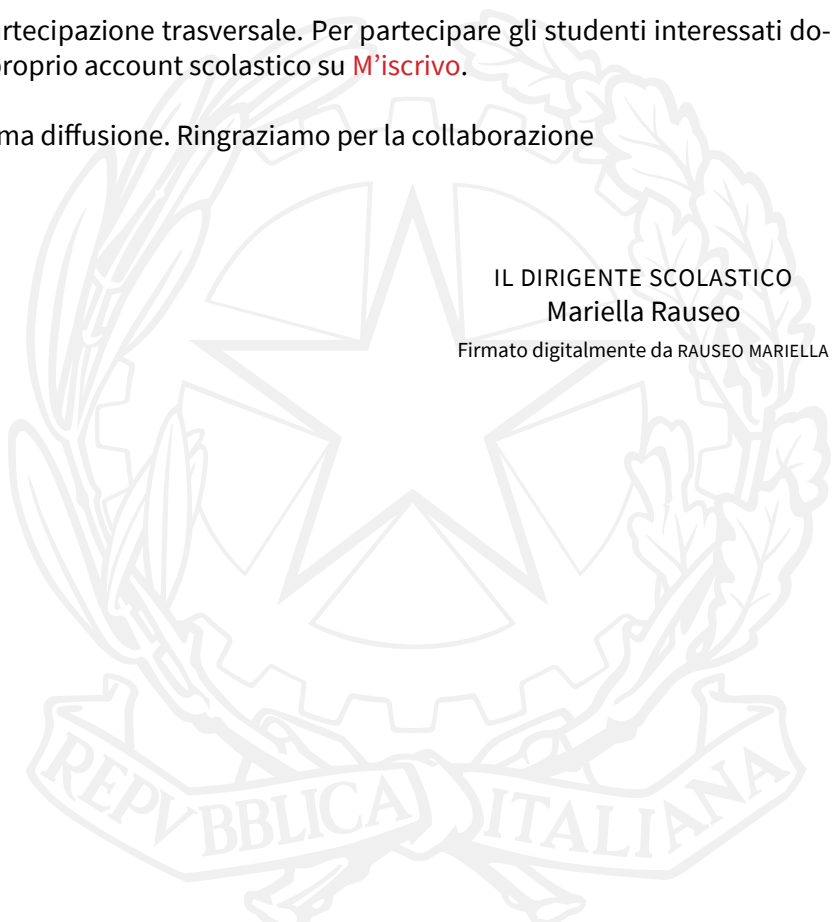 rtecipazione trasversale. Per partecipare gli studenti interessati do-
proprio account scolastico su M’iscrivo.
ma diffusione. Ringraziamo per la collaborazione
IL DIRIGENTE SCOLASTICO
Mariella Rauseo
Firmato digitalmente da RAUSEO MARIELLA
REPVBBLICA ITALIANA